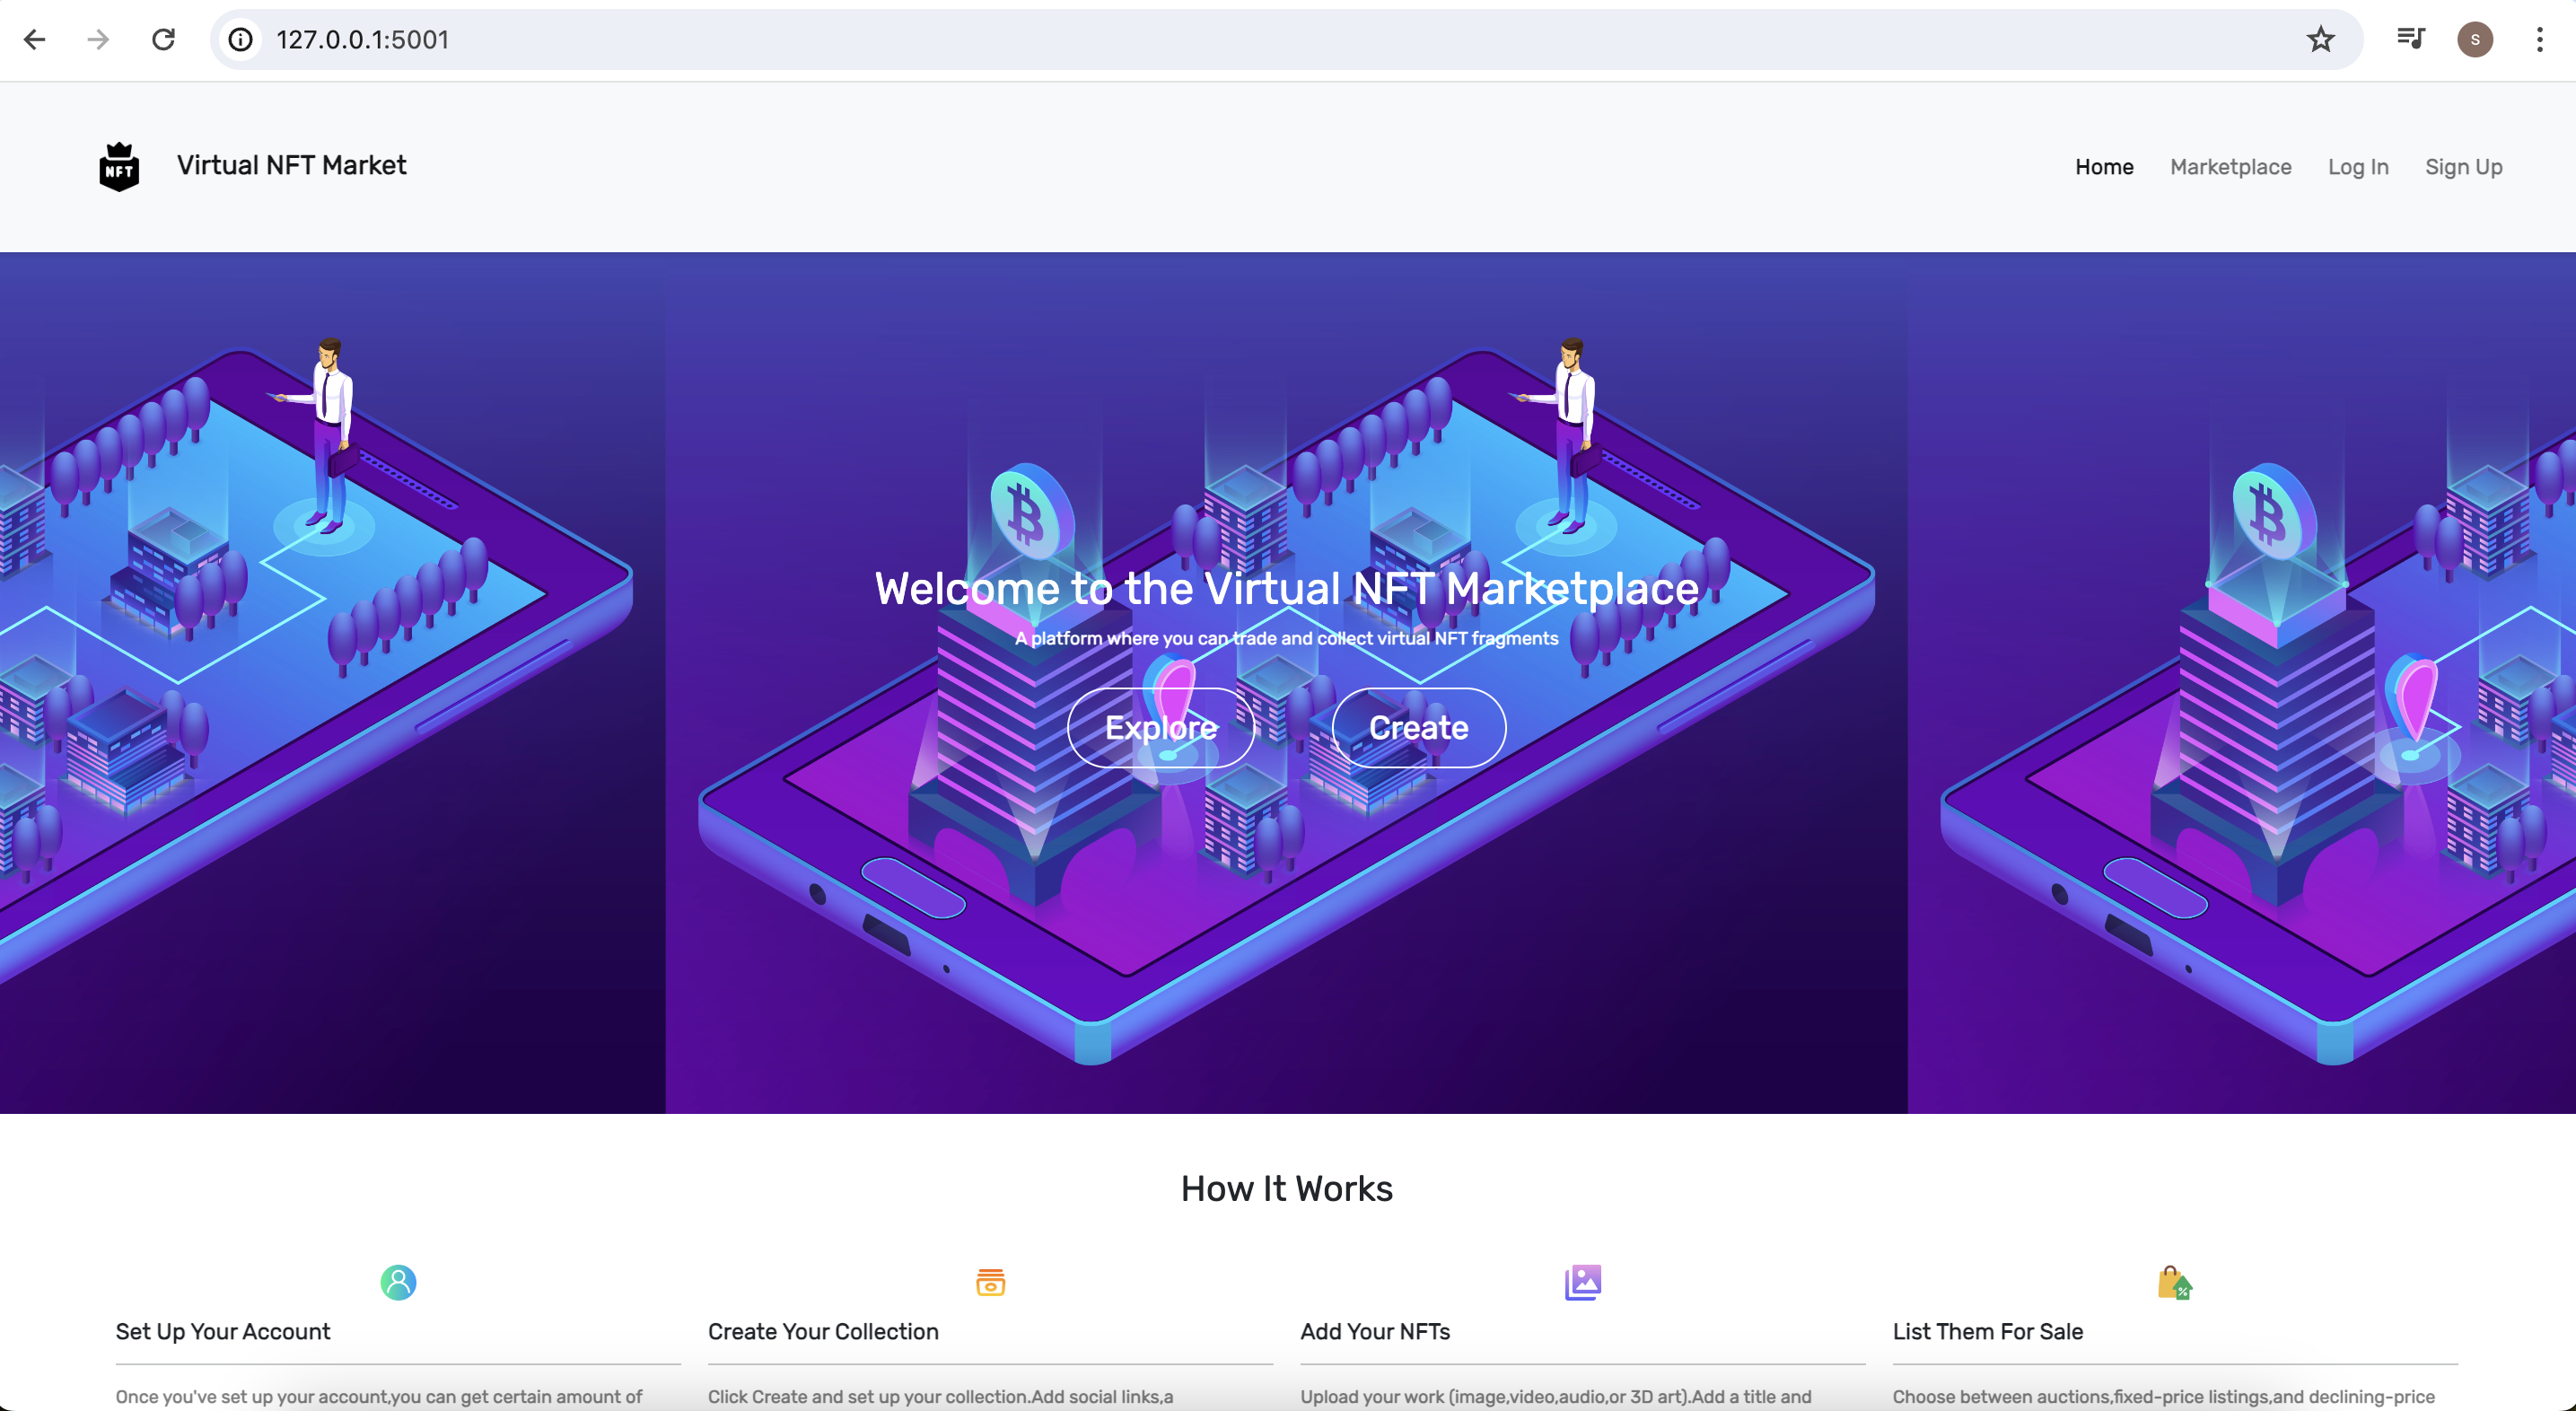 127.0.0.1:5001
S
NFT
Virtual NFT Market
Home
Marketplace
Log In
Sign Up
Welcome to the Virtual NFT Marketplace
A platform where you can trade and collect virtual NFT fragments
Explore
Create
How It Works
Set Up Your Account
Once you've set up your account,you can get certain amount of
Create Your Collection
Click Create and set up your collection.Add social links,a
Add Your NFTs
Upload your work (image,video,audio,or 3D art).Add a title and
List Them For Sale
Choose between auctions,fixed-price listings,and declining-price